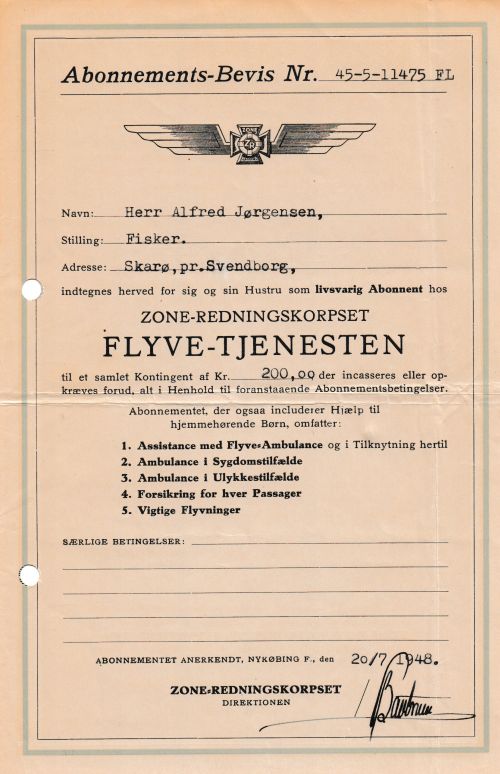 Abonnements-Bevis Nr. 45-5-11475 FL
ZONE
Navn: Herr Alfred Jørgensen,
Stilling: Fisker.
Adresse: Skarø, pr. Svendborg,
indtegnes herved for sig og sin Hustru som livsvarig Abonnent hos
ZONE-REDNINGSKORPSET
FLYVE-TJENESTEN
til et samlet Kontingent af Kr. 200,00 der incasseres eller op-
kræves forud, alt i Henhold til foranstaaende Abonnementsbetingelser.
Abonnementet, der ogsaa includerer Hjælp til
hjemmehørende Børn, omfatter:
1. Assistance med Flyve-Ambulance og i Tilknytning hertil
2. Ambulance i Sygdomstilfælde
3. Ambulance i Ulykkestilfælde
4. Forsikring for hver Passager
5. Vigtige Flyvninger
SÆRLIGE BETINGELSER:
ABONNEMENTET ANERKENDT, NYKØBING F., den 20/7 1948.
ZONE-REDNINGSKORPSET
DIREKTIONEN